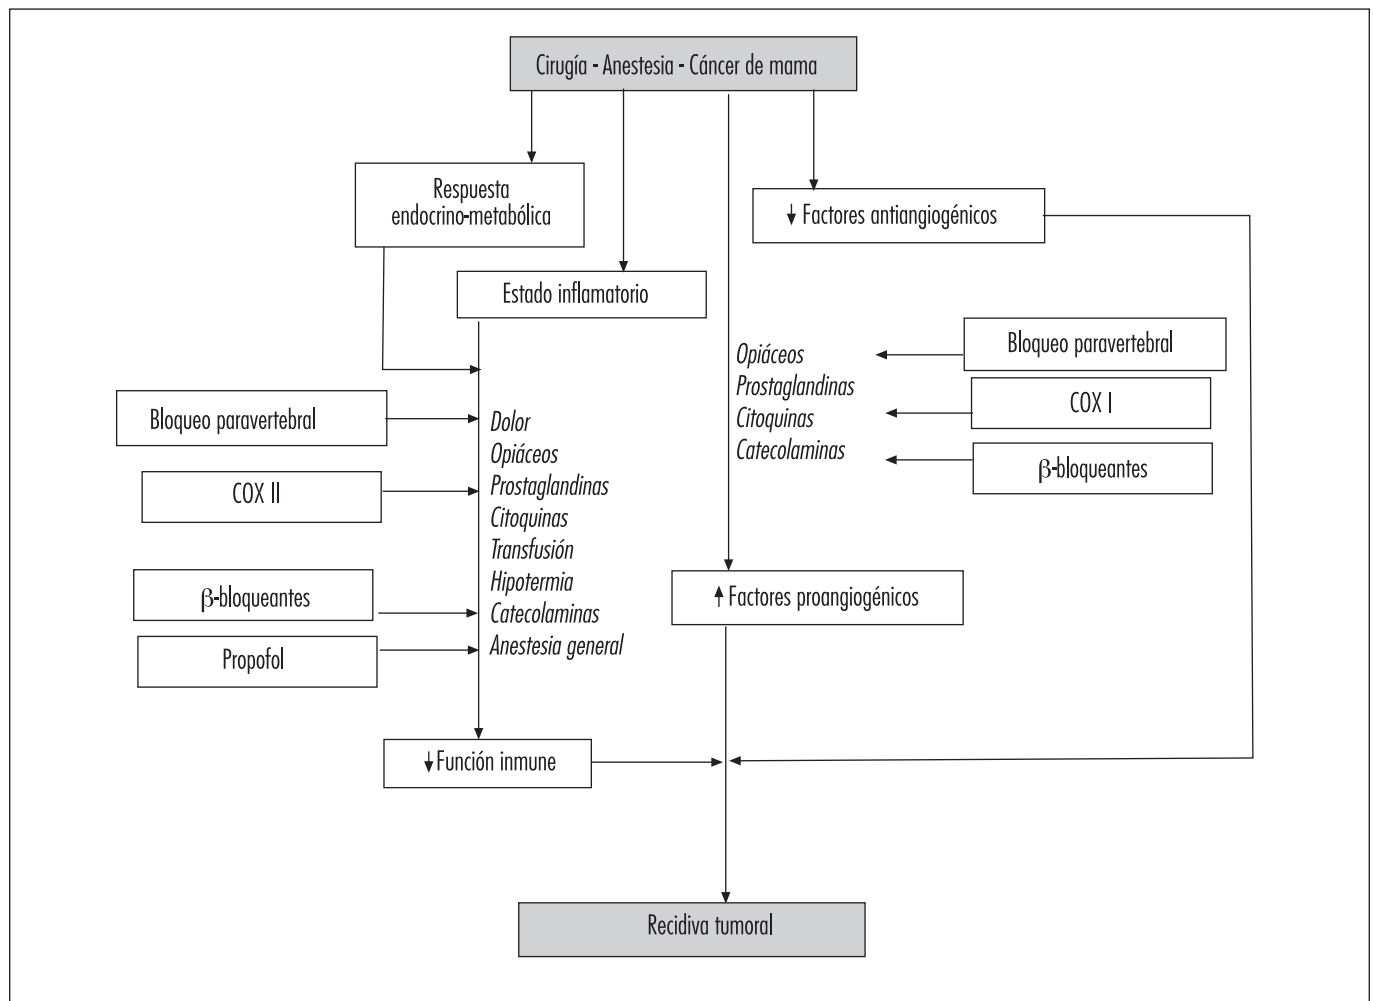 Cirugía - Anestesia - Cáncer de mama
Respuesta
endocrino-metabólica
↓ Factores antiangiogénicos
Estado inflamatorio
Bloqueo paravertebral
COX II
β-bloqueantes
Propofol
Dolor
Opiáceos
Prostaglandinas
Citoquinas
Transfusión
Hipotermia
Catecolaminas
Anestesia general
Opiáceos
Prostaglandinas
Citoquinas
Catecolaminas
Bloqueo paravertebral
COX I
β-bloqueantes
↑ Factores proangiogénicos
↓ Función inmune
Recidiva tumoral